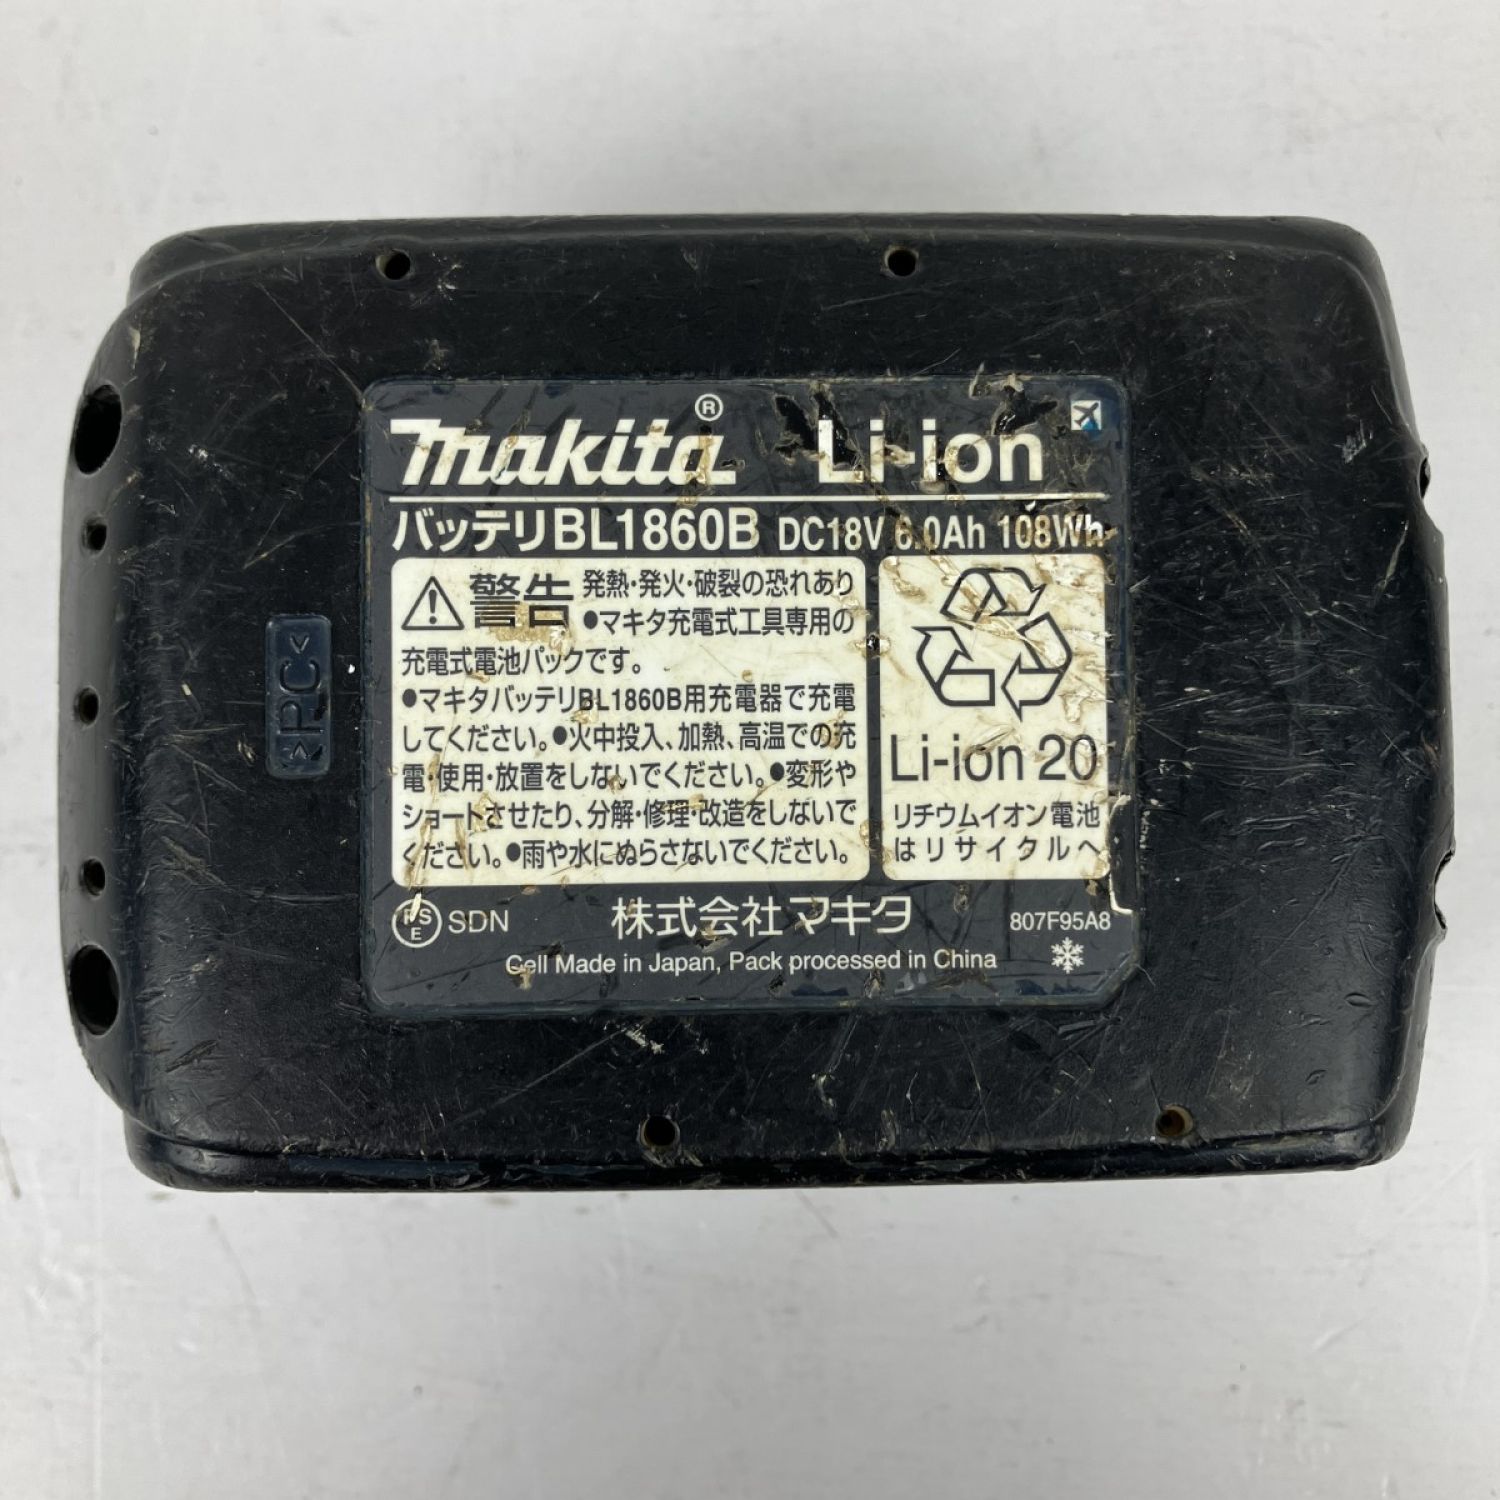 makita® Li-ion
バッテリBL1860B DC18V 6.0Ah 108Wh
警告 発熱・発火・破裂の恐れあり
●マキタ充電式工具専用の
充電式電池パックです。
●マキタバッテリBL1860B用充電器で充電
してください。●火中投入、加熱、高温での充
電・使用・放置をしないでください。●変形や
ショートさせたり、分解・修理・改造をしないで
ください。●雨や水にぬらさないでください。
Li-ion 20
リチウムイオン電池
はリサイクルへ
PSE SDN 株式会社マキタ 807F95A8
Cell Made in Japan, Pack processed in China
>PC<